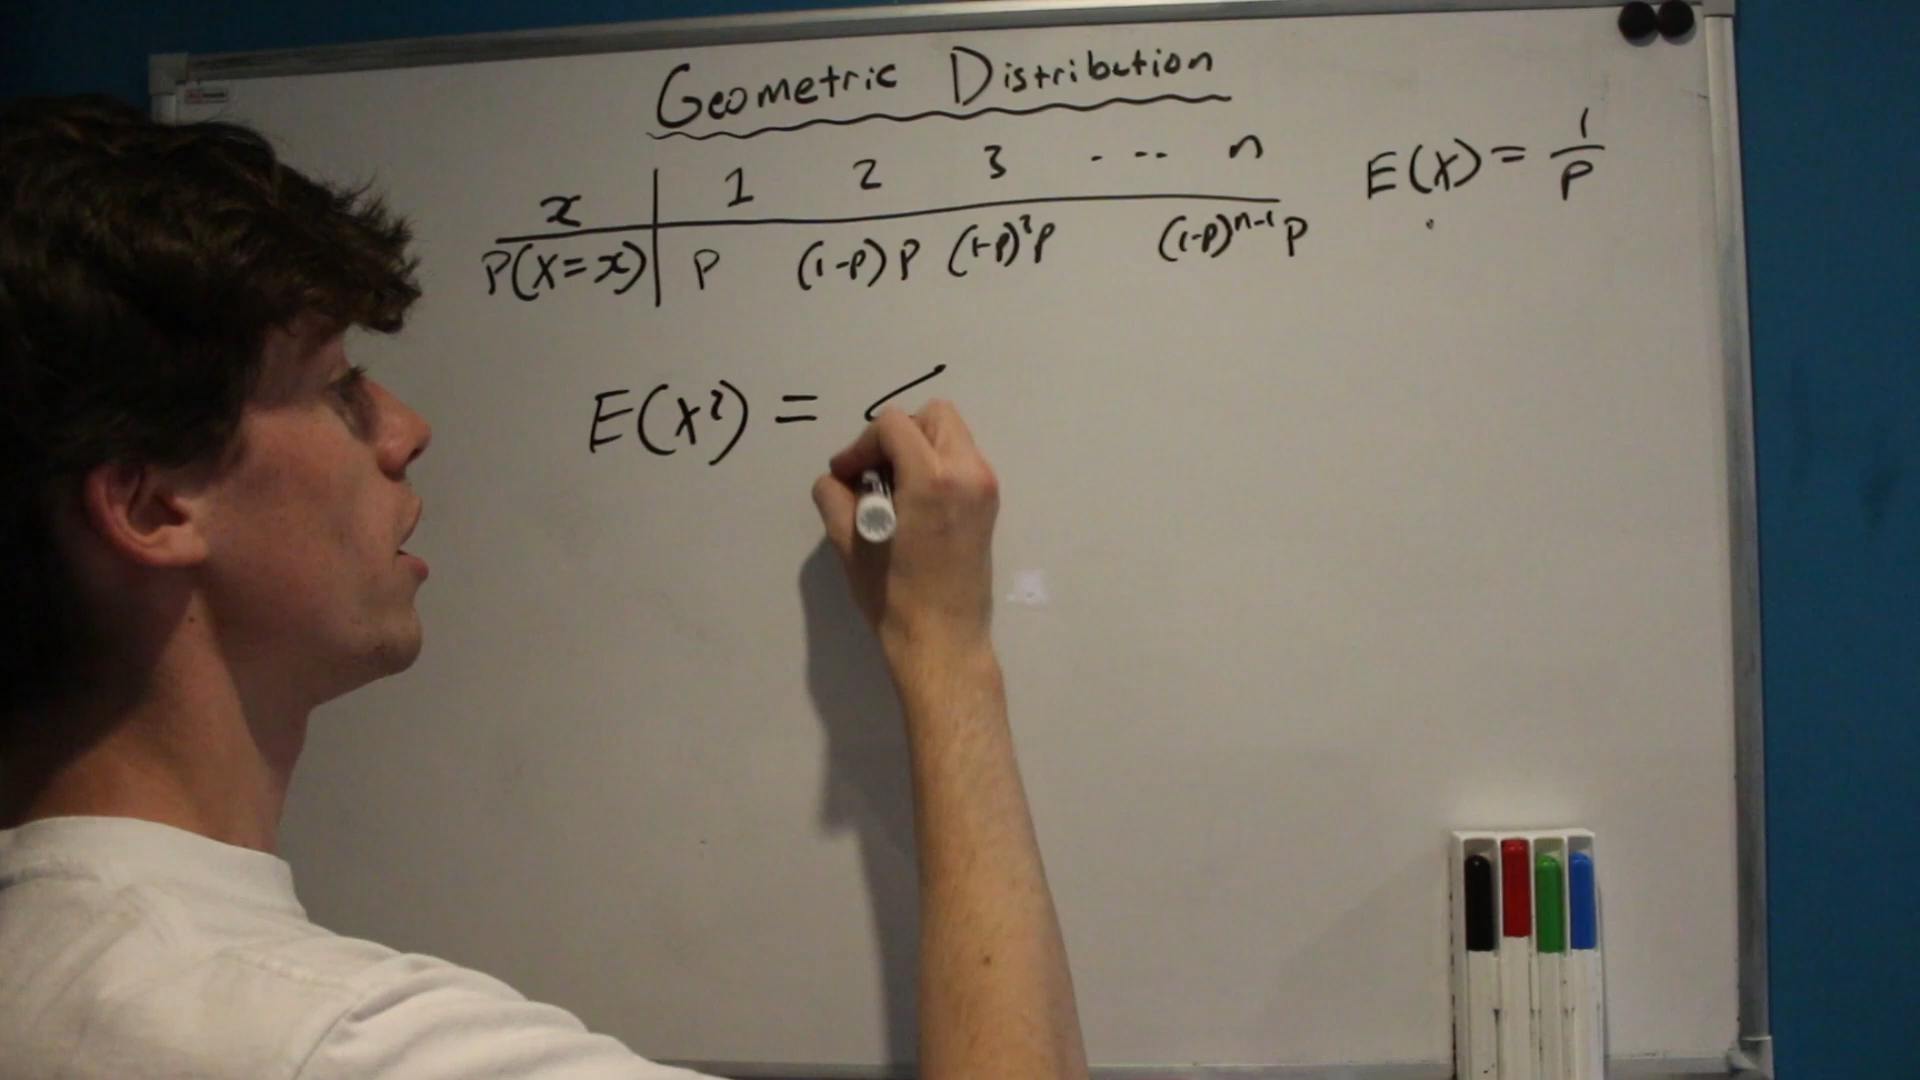 Geometric Distribution
x 1 2 3 ... n
P(X=x) P (1-P)P (1-P)²P (1-P)ⁿ⁻¹P
E(X) = 1/P
E(X²) =